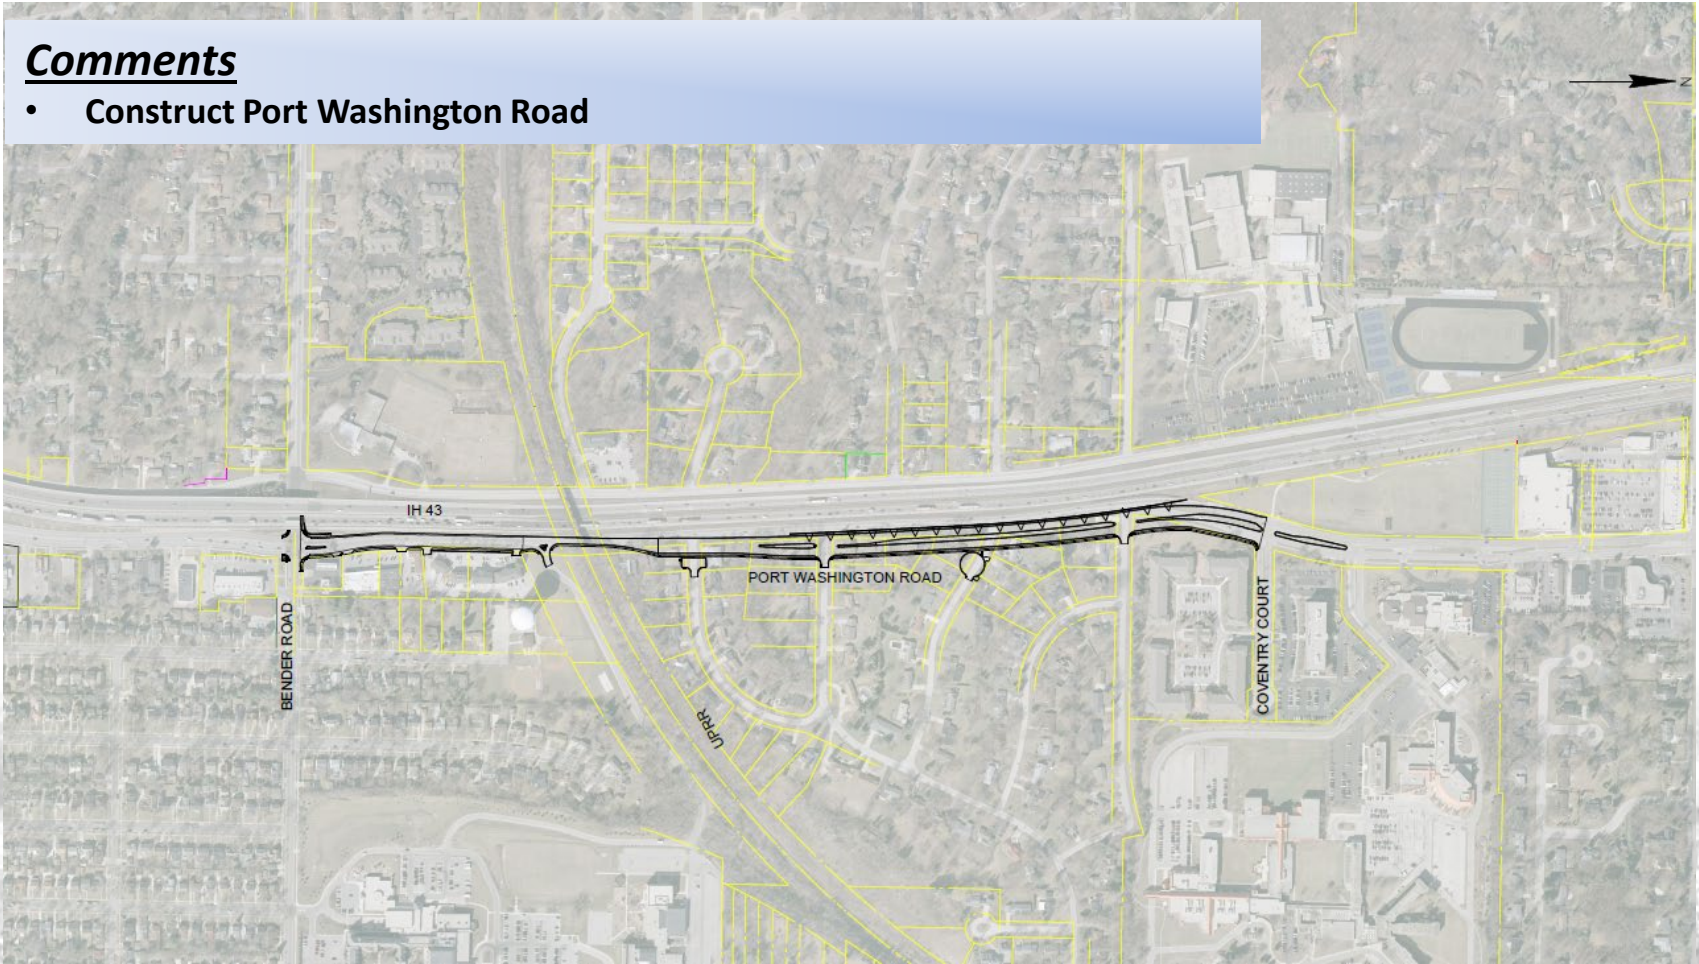 Comments
• Construct Port Washington Road
N
IH 43
PORT WASHINGTON ROAD
BENDER ROAD
COVENTRY COURT
UPRR